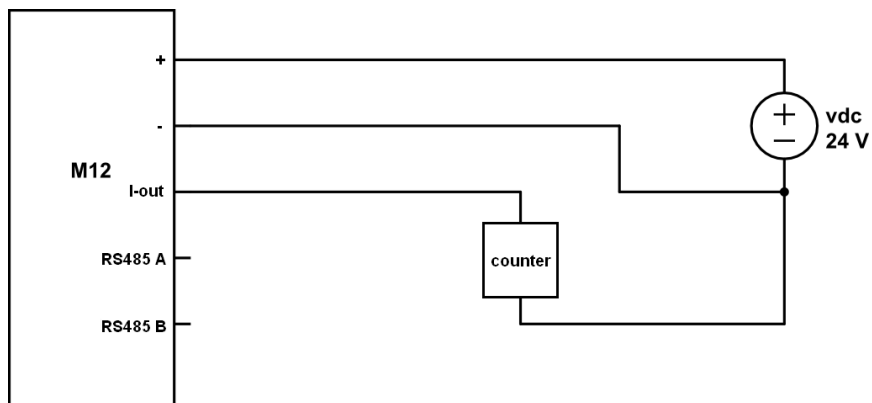 +
-
M12
I-out
RS485 A
RS485 B
counter
+
−
vdc
24 V